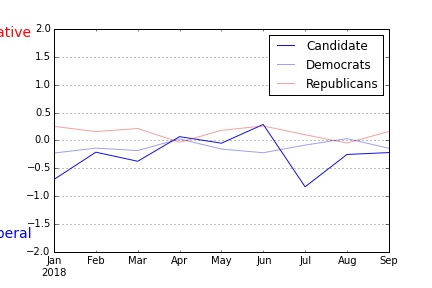 ative
peral
2.0
1.5
1.0
0.5
0.0
−0.5
−1.0
−1.5
−2.0
Candidate
Democrats
Republicans
Jan Feb Mar Apr May Jun Jul Aug Sep
2018